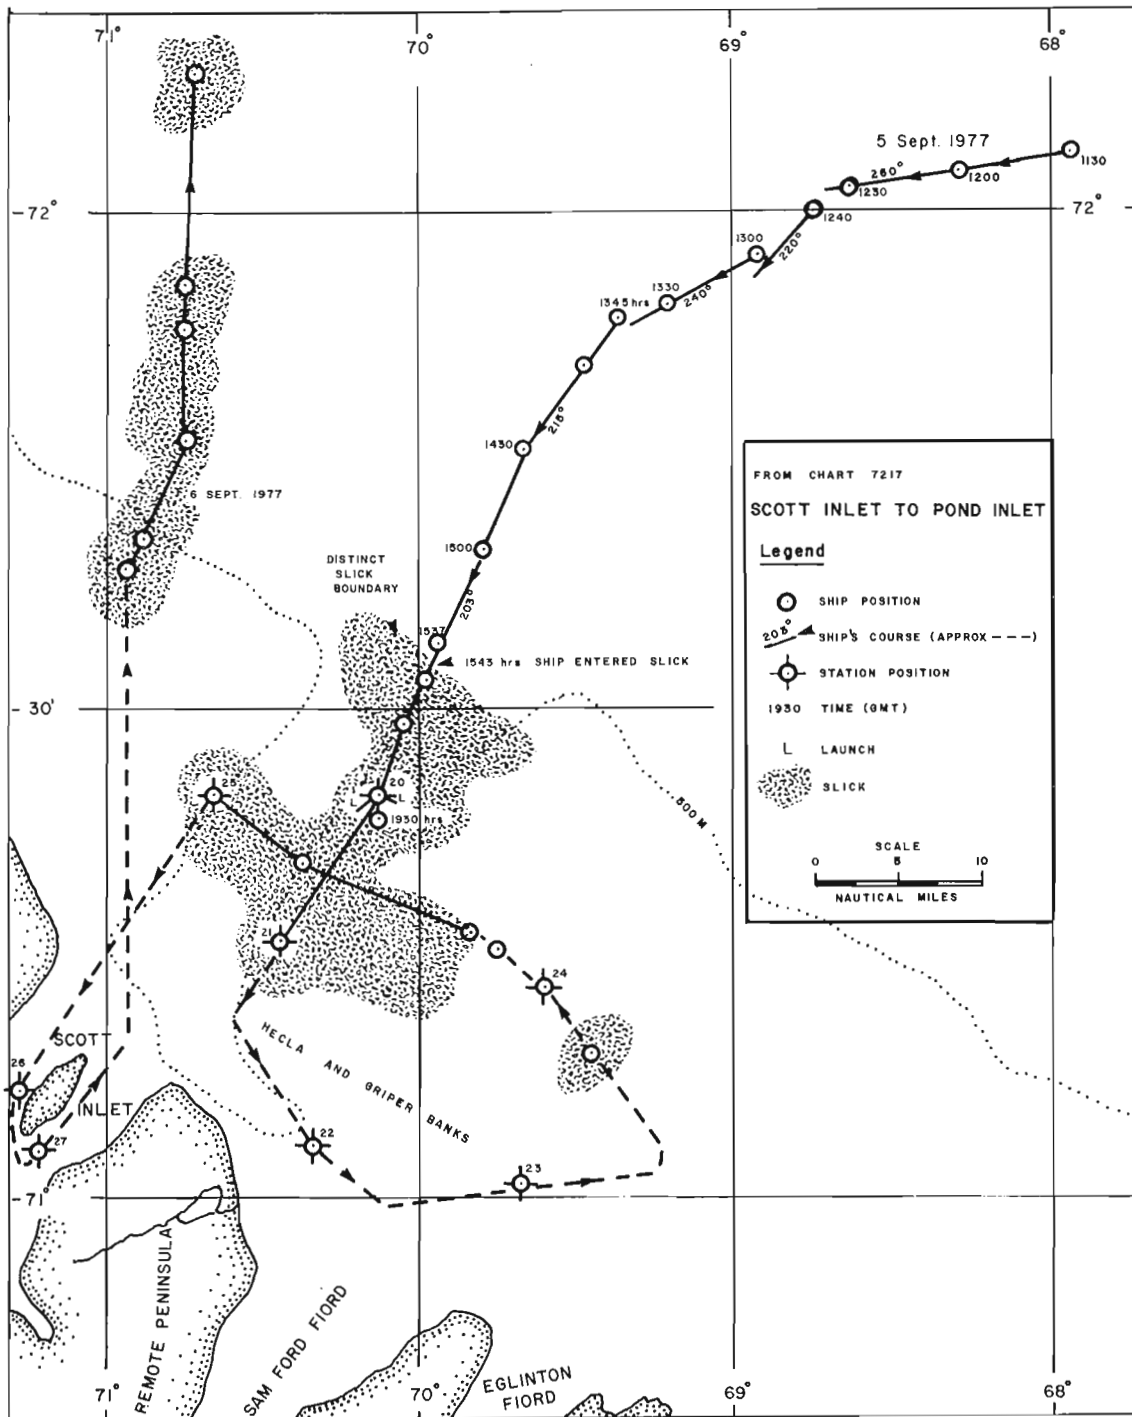 71°
70°
69°
68°
5 Sept. 1977
260°
1130
1200
1230
1240
72°
72°
220°
1300
240°
1330
1345 hrs
218°
1430
6 SEPT. 1977
1500
DISTINCT
SLICK
BOUNDARY
203°
1537
1543 hrs SHIP ENTERED SLICK
30'
25
20
L
L
1930 hrs
500 M
21
24
HECLA AND GRIPER BANKS
SCOTT
INLET
26
27
22
23
71°
REMOTE PENINSULA
SAM FORD FIORD
EGLINTON
FIORD
71°
70°
69°
68°
FROM CHART 7217
SCOTT INLET TO POND INLET
Legend
SHIP POSITION
203° SHIP'S COURSE (APPROX – – –)
STATION POSITION
1930 TIME (GMT)
L LAUNCH
SLICK
SCALE
0 5 10
NAUTICAL MILES